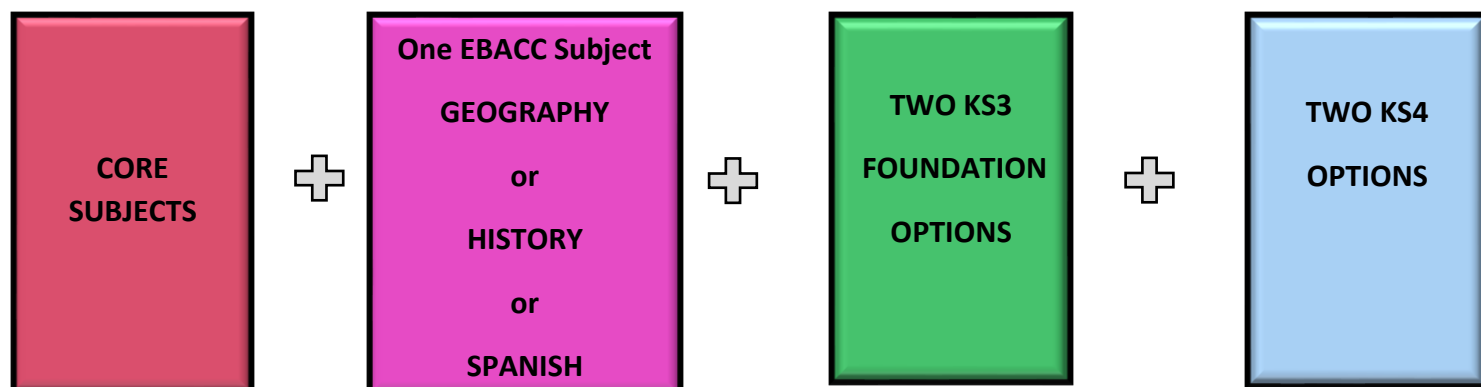 CORE
SUBJECTS
One EBACC Subject
GEOGRAPHY
or
HISTORY
or
SPANISH
TWO KS3
FOUNDATION
OPTIONS
TWO KS4
OPTIONS